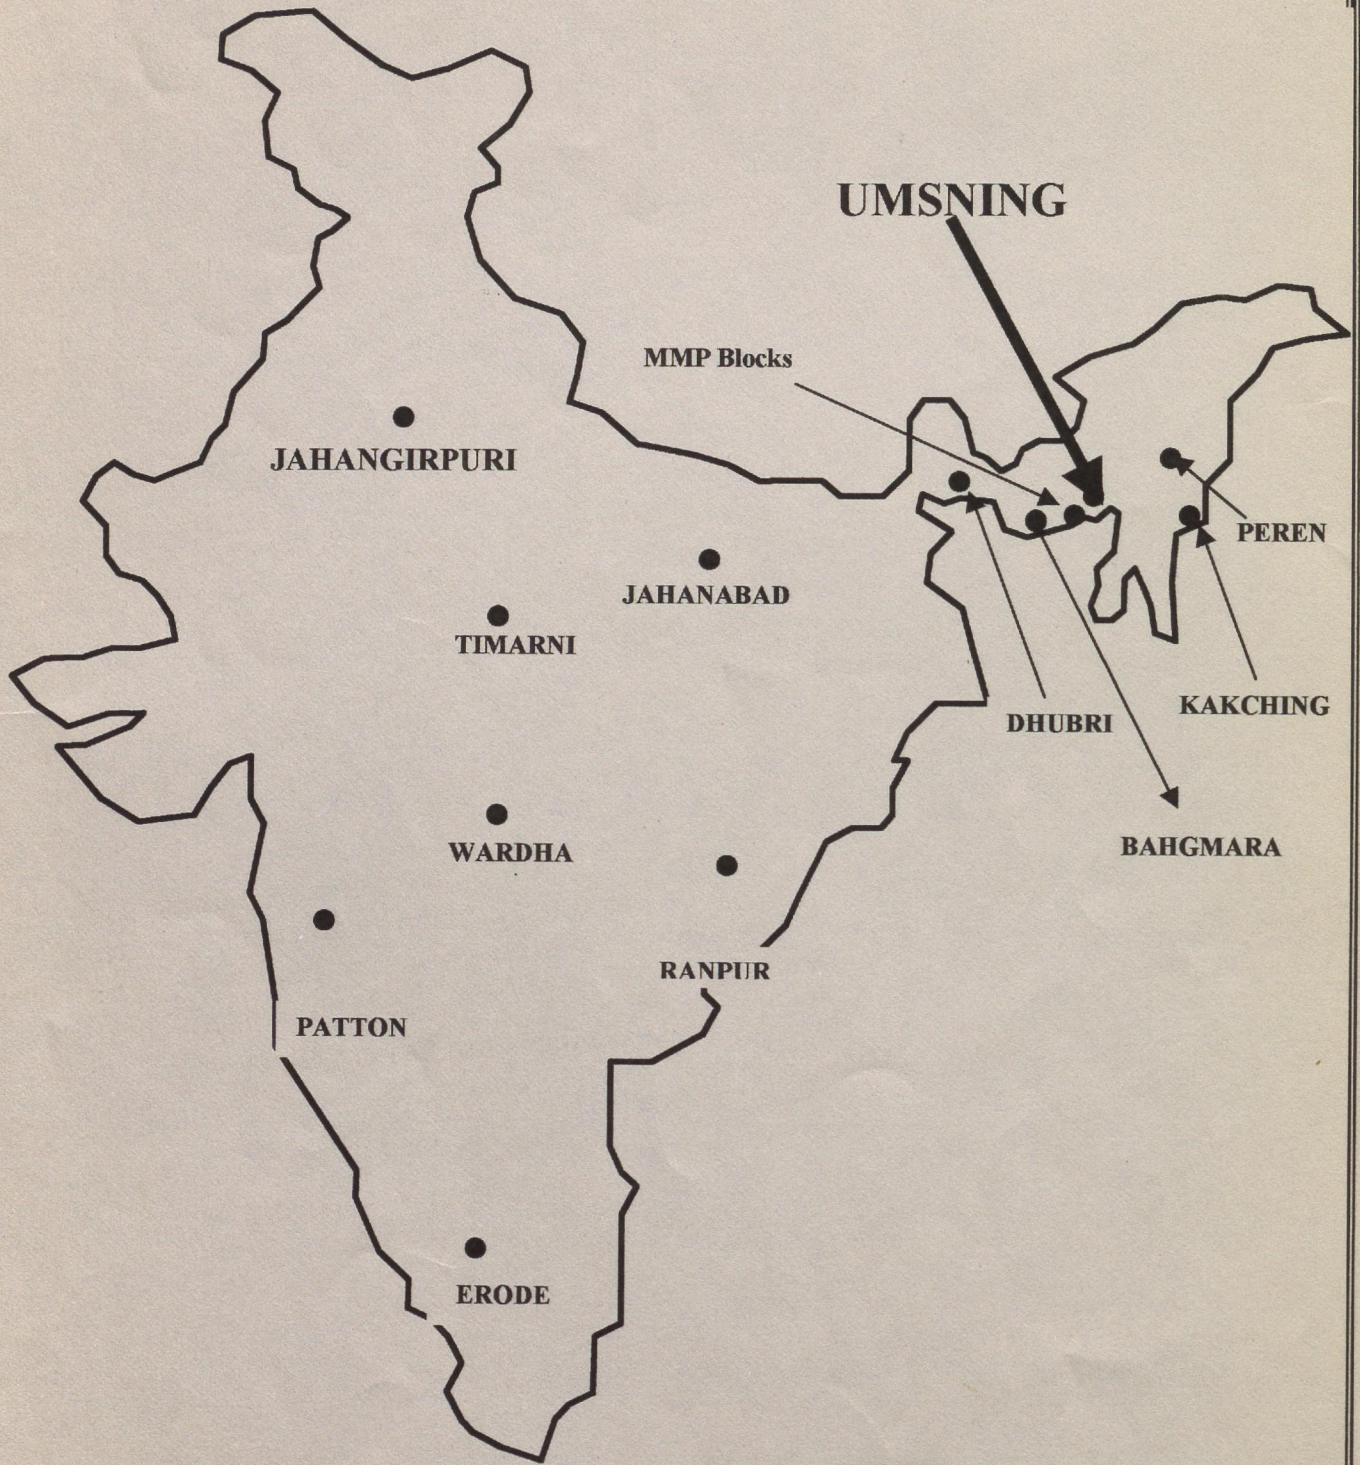 UMSNING
MMP Blocks
JAHANGIRPURI
PEREN
JAHANABAD
TIMARNI
KAKCHING
DHUBRI
BAHGMARA
WARDHA
RANPUR
PATTON
ERODE